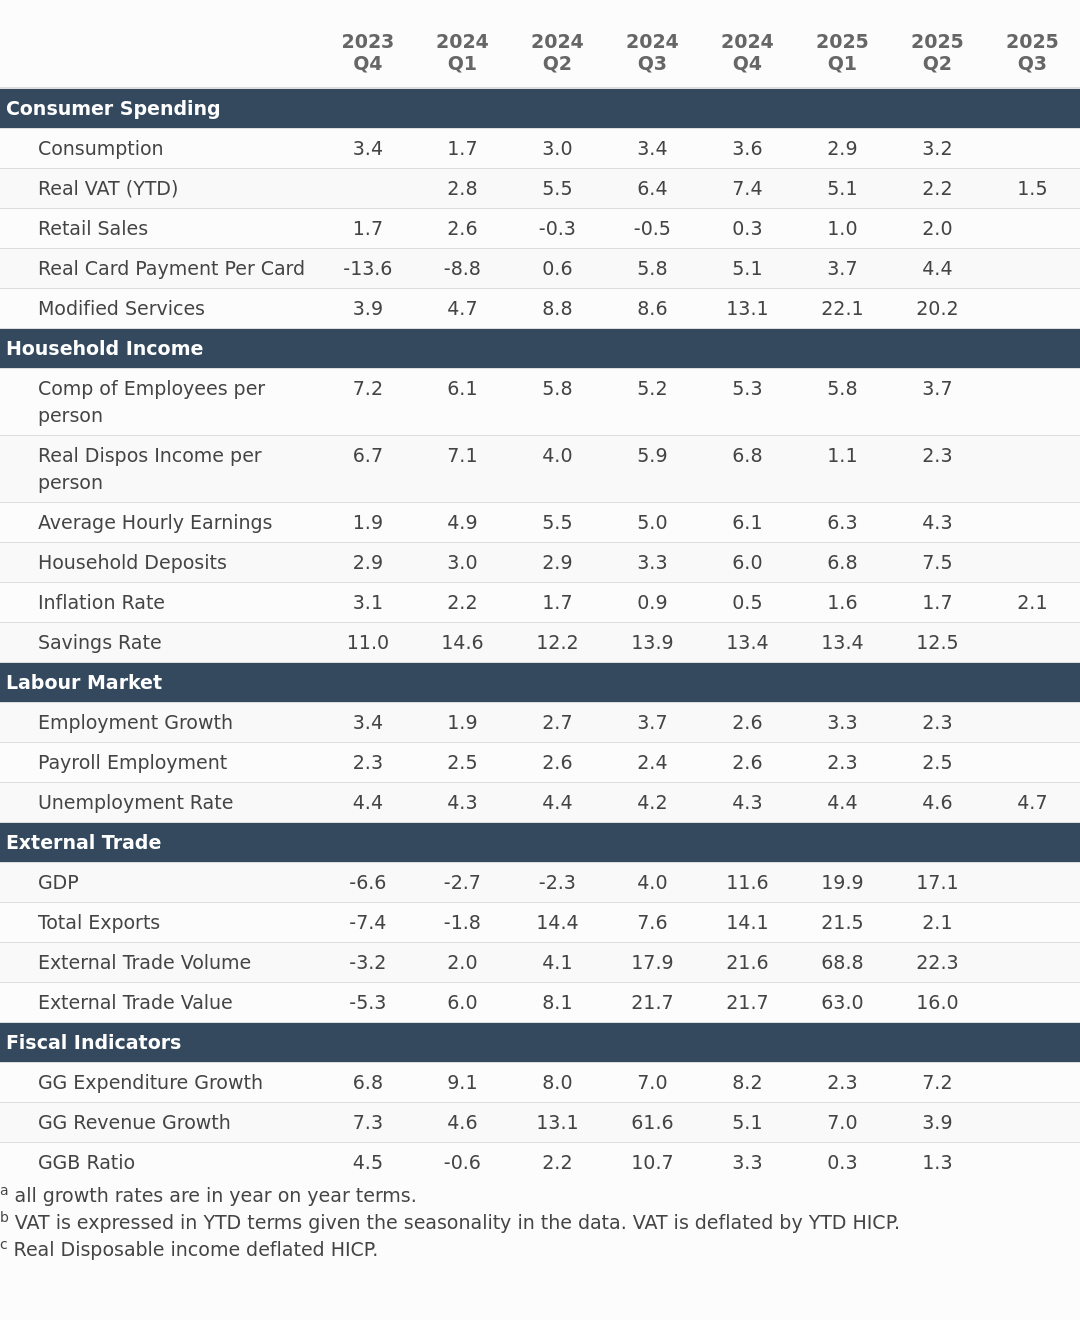 2023 2024 2024 2024 2024 2025 2025 2025
Q4 Q1 Q2 Q3 Q4 Q1 Q2 Q3
Consumer Spending
Consumption 3.4 1.7 3.0 3.4 3.6 2.9 3.2
Real VAT (YTD) 2.8 5.5 6.4 7.4 5.1 2.2 1.5
Retail Sales 1.7 2.6 -0.3 -0.5 0.3 1.0 2.0
Real Card Payment Per Card -13.6 -8.8 0.6 5.8 5.1 3.7 4.4
Modified Services 3.9 4.7 8.8 8.6 13.1 22.1 20.2
Household Income
Comp of Employees per 7.2 6.1 5.8 5.2 5.3 5.8 3.7
person
Real Dispos Income per 6.7 7.1 4.0 5.9 6.8 1.1 2.3
person
Average Hourly Earnings 1.9 4.9 5.5 5.0 6.1 6.3 4.3
Household Deposits 2.9 3.0 2.9 3.3 6.0 6.8 7.5
Inflation Rate 3.1 2.2 1.7 0.9 0.5 1.6 1.7 2.1
Savings Rate 11.0 14.6 12.2 13.9 13.4 13.4 12.5
Labour Market
Employment Growth 3.4 1.9 2.7 3.7 2.6 3.3 2.3
Payroll Employment 2.3 2.5 2.6 2.4 2.6 2.3 2.5
Unemployment Rate 4.4 4.3 4.4 4.2 4.3 4.4 4.6 4.7
External Trade
GDP -6.6 -2.7 -2.3 4.0 11.6 19.9 17.1
Total Exports -7.4 -1.8 14.4 7.6 14.1 21.5 2.1
External Trade Volume -3.2 2.0 4.1 17.9 21.6 68.8 22.3
External Trade Value -5.3 6.0 8.1 21.7 21.7 63.0 16.0
Fiscal Indicators
GG Expenditure Growth 6.8 9.1 8.0 7.0 8.2 2.3 7.2
GG Revenue Growth 7.3 4.6 13.1 61.6 5.1 7.0 3.9
GGB Ratio 4.5 -0.6 2.2 10.7 3.3 0.3 1.3
a all growth rates are in year on year terms.
b VAT is expressed in YTD terms given the seasonality in the data. VAT is deflated by YTD HICP.
c Real Disposable income deflated HICP.